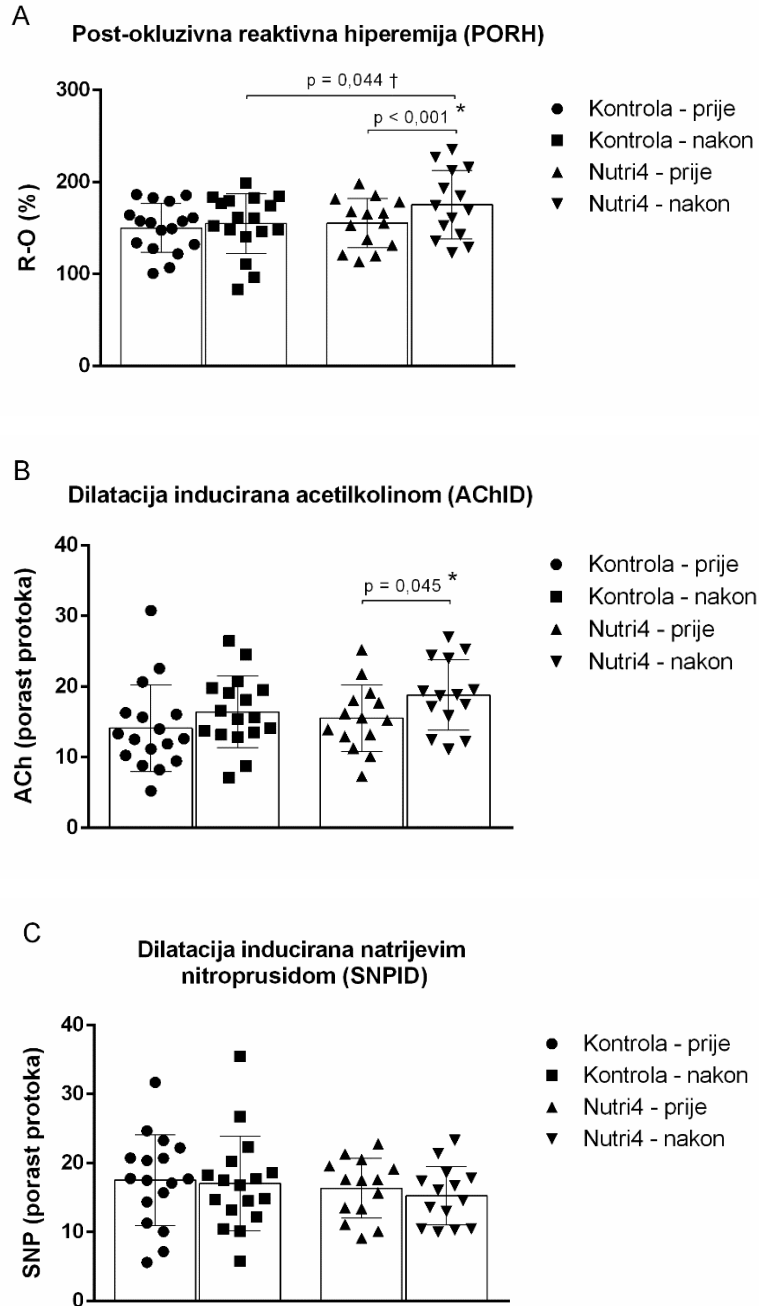 A
Post-okluzivna reaktivna hiperemija (PORH)
300
200
100
0
R-O (%)
p = 0,044 †
p < 0,001 *
Kontrola - prije
Kontrola - nakon
Nutri4 - prije
Nutri4 - nakon
B
Dilatacija inducirana acetilkolinom (AChID)
40
30
20
10
0
ACh (porast protoka)
p = 0,045 *
Kontrola - prije
Kontrola - nakon
Nutri4 - prije
Nutri4 - nakon
C
Dilatacija inducirana natrijevim
nitroprusidom (SNPID)
40
30
20
10
0
SNP (porast protoka)
Kontrola - prije
Kontrola - nakon
Nutri4 - prije
Nutri4 - nakon